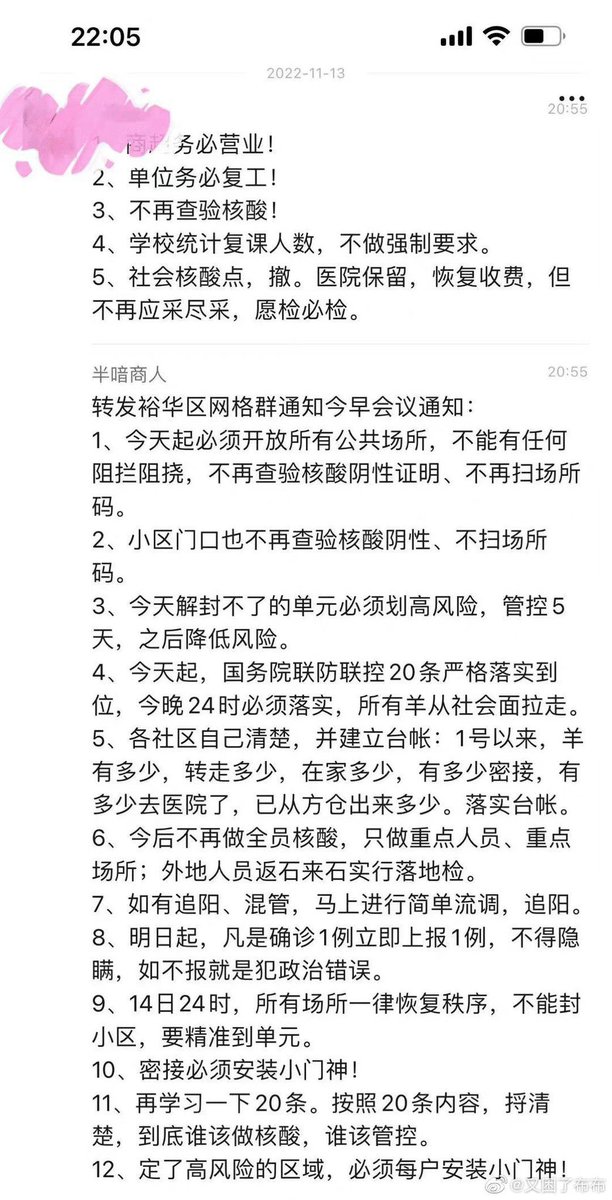 22:05
2022-11-13
20:55
务必营业！
2、单位务必复工！
3、不再查验核酸！
4、学校统计复课人数，不做强制要求。
5、社会核酸点，撤。医院保留，恢复收费，但
不再应采尽采，愿检必检。
半喑商人
20:55
转发裕华区网格群通知今早会议通知：
1、今天起必须开放所有公共场所，不能有任何
阻拦阻挠，不再查验核酸阴性证明、不再扫场所
码。
2、小区门口也不再查验核酸阴性、不扫场所
码。
3、今天解封不了的单元必须划高风险，管控5
天，之后降低风险。
4、今天起，国务院联防联控20条严格落实到
位，今晚24时必须落实，所有羊从社会面拉走。
5、各社区自己清楚，并建立台帐：1号以来，羊
有多少，转走多少，在家多少，有多少密接，有
多少去医院了，已从方仓出来多少。落实台帐。
6、今后不再做全员核酸，只做重点人员、重点
场所；外地人员返石来石实行落地检。
7、如有追阳、混管，马上进行简单流调，追阳。
8、明日起，凡是确诊1例立即上报1例，不得隐
瞒，如不报就是犯政治错误。
9、14日24时，所有场所一律恢复秩序，不能封
小区，要精准到单元。
10、密接必须安装小门神！
11、再学习一下20条。按照20条内容，捋清
楚，到底谁该做核酸，谁该管控。
12、定了高风险的区域，必须每户安装小门神！
@又困了布布